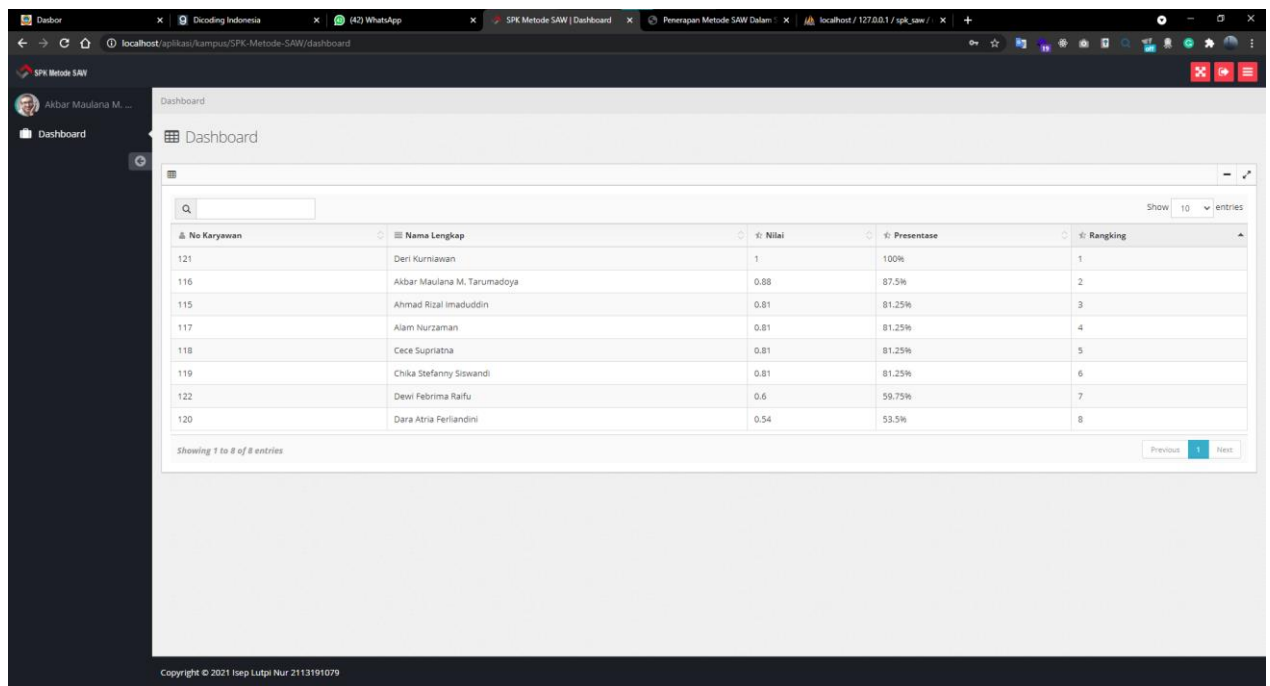 Dasbor Dicoding Indonesia (42) WhatsApp SPK Metode SAW | Dashboard Penerapan Metode SAW Dalam localhost / 127.0.0.1 / spk_saw /
localhost/aplikasi/kampus/SPK-Metode-SAW/dashboard
SPK Metode SAW
Akbar Maulana M. ...
Dashboard
Dashboard
Dashboard
Show 10 entries
No Karyawan Nama Lengkap Nilai Presentase Rangking
121 Deri Kurniawan 1 100% 1
116 Akbar Maulana M. Tarumadoya 0.88 87.5% 2
115 Ahmad Rizal Imaduddin 0.81 81.25% 3
117 Alam Nurzaman 0.81 81.25% 4
118 Cece Supriatna 0.81 81.25% 5
119 Chika Stefanny Siswandi 0.81 81.25% 6
122 Dewi Febrima Raifu 0.6 59.75% 7
120 Dara Atria Ferliandini 0.54 53.5% 8
Showing 1 to 8 of 8 entries Previous 1 Next
Copyright © 2021 Isep Lutpi Nur 2113191079